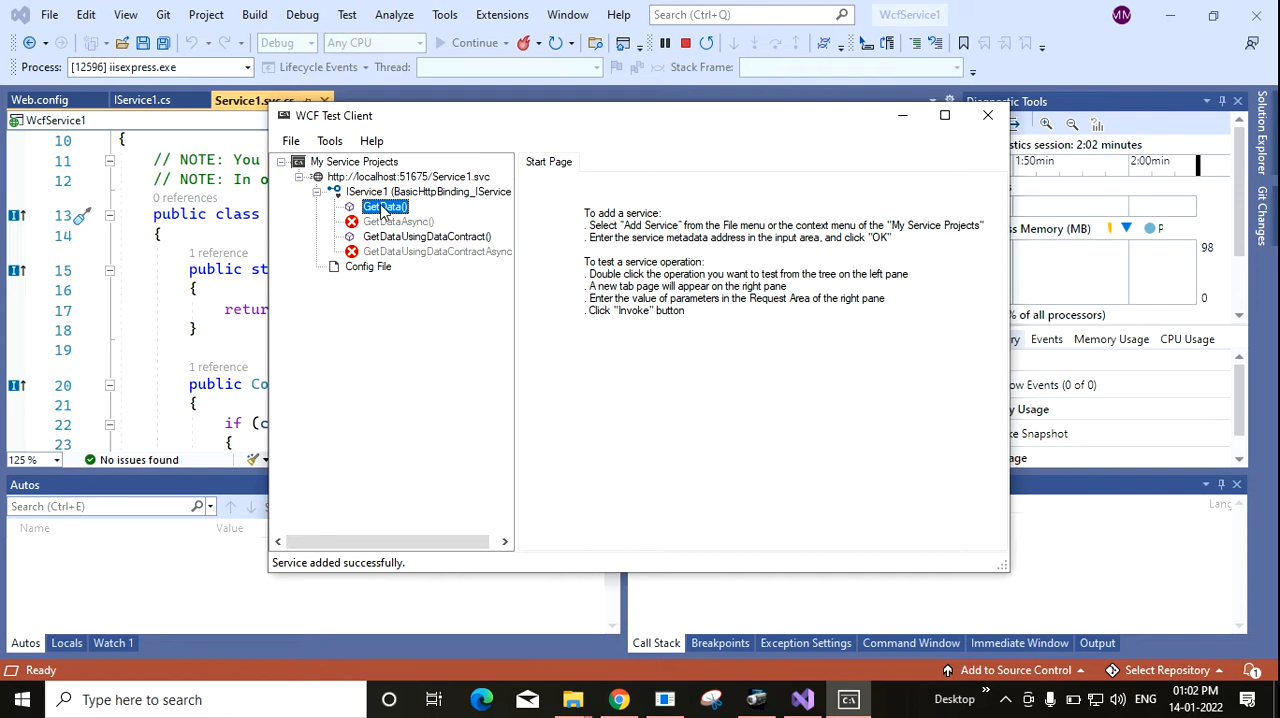 File Edit View Git Project Build Debug Test Analyze Tools Extensions Window Help Search (Ctrl+Q) WcfService1 MM
Debug Any CPU Continue
Process: [12596] iisexpress.exe Lifecycle Events Thread: Stack Frame:
Web.config IService1.cs Service1.svc.cs
WcfService1
10 {
11 // NOTE: You
12 // NOTE: In o
0 references
13 public class
14 {
1 reference
15 public st
16 {
17 retur
18 }
19
1 reference
20 public Co
21 {
22 if (c
23 {
125 % No issues found
WCF Test Client
File Tools Help
My Service Projects
http://localhost:51675/Service1.svc
IService1 (BasicHttpBinding_IService
GetData()
GetDataAsync()
GetDataUsingDataContract()
GetDataUsingDataContractAsync
Config File
Start Page
To add a service:
. Select "Add Service" from the File menu or the context menu of the "My Service Projects"
. Enter the service metadata address in the input area, and click "OK"
To test a service operation:
. Double click the operation you want to test from the tree on the left pane
. A new tab page will appear on the right pane
. Enter the value of parameters in the Request Area of the right pane
. Click "Invoke" button
Service added successfully.
Diagnostic Tools
stics session: 2:02 minutes
1:50min 2:00min
s Memory (MB) P
98
0
% of all processors)
ry Events Memory Usage CPU Usage
ow Events (0 of 0)
y Usage
ke Snapshot
age
Solution Explorer
Properties
Autos
Search (Ctrl+E)
Name Value
Lang
Autos Locals Watch 1
Call Stack Breakpoints Exception Settings Command Window Immediate Window Output
Ready Add to Source Control Select Repository 1
Type here to search Desktop ENG 01:02 PM
14-01-2022